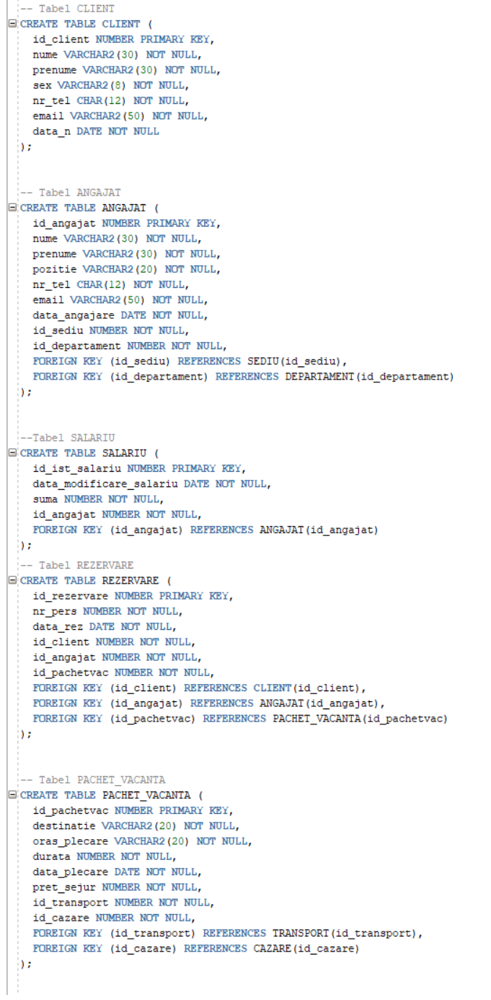 -- Tabel CLIENT
CREATE TABLE CLIENT (
id_client NUMBER PRIMARY KEY,
nume VARCHAR2(30) NOT NULL,
prenume VARCHAR2(30) NOT NULL,
sex VARCHAR2(8) NOT NULL,
nr_tel CHAR(12) NOT NULL,
email VARCHAR2(50) NOT NULL,
data_n DATE NOT NULL
);
-- Tabel ANGAJAT
CREATE TABLE ANGAJAT (
id_angajat NUMBER PRIMARY KEY,
nume VARCHAR2(30) NOT NULL,
prenume VARCHAR2(30) NOT NULL,
pozitie VARCHAR2(20) NOT NULL,
nr_tel CHAR(12) NOT NULL,
email VARCHAR2(50) NOT NULL,
data_angajare DATE NOT NULL,
id_sediu NUMBER NOT NULL,
id_departament NUMBER NOT NULL,
FOREIGN KEY (id_sediu) REFERENCES SEDIU(id_sediu),
FOREIGN KEY (id_departament) REFERENCES DEPARTAMENT(id_departament)
);
--Tabel SALARIU
CREATE TABLE SALARIU (
id_ist_salariu NUMBER PRIMARY KEY,
data_modificare_salariu DATE NOT NULL,
suma NUMBER NOT NULL,
id_angajat NUMBER NOT NULL,
FOREIGN KEY (id_angajat) REFERENCES ANGAJAT(id_angajat)
);
-- Tabel REZERVARE
CREATE TABLE REZERVARE (
id_rezervare NUMBER PRIMARY KEY,
nr_pers NUMBER NOT NULL,
data_rez DATE NOT NULL,
id_client NUMBER NOT NULL,
id_angajat NUMBER NOT NULL,
id_pachetvac NUMBER NOT NULL,
FOREIGN KEY (id_client) REFERENCES CLIENT(id_client),
FOREIGN KEY (id_angajat) REFERENCES ANGAJAT(id_angajat),
FOREIGN KEY (id_pachetvac) REFERENCES PACHET_VACANTA(id_pachetvac)
);
-- Tabel PACHET_VACANTA
CREATE TABLE PACHET_VACANTA (
id_pachetvac NUMBER PRIMARY KEY,
destinatie VARCHAR2(20) NOT NULL,
oras_plecare VARCHAR2(20) NOT NULL,
durata NUMBER NOT NULL,
data_plecare DATE NOT NULL,
pret_sejur NUMBER NOT NULL,
id_transport NUMBER NOT NULL,
id_cazare NUMBER NOT NULL,
FOREIGN KEY (id_transport) REFERENCES TRANSPORT(id_transport),
FOREIGN KEY (id_cazare) REFERENCES CAZARE(id_cazare)
);